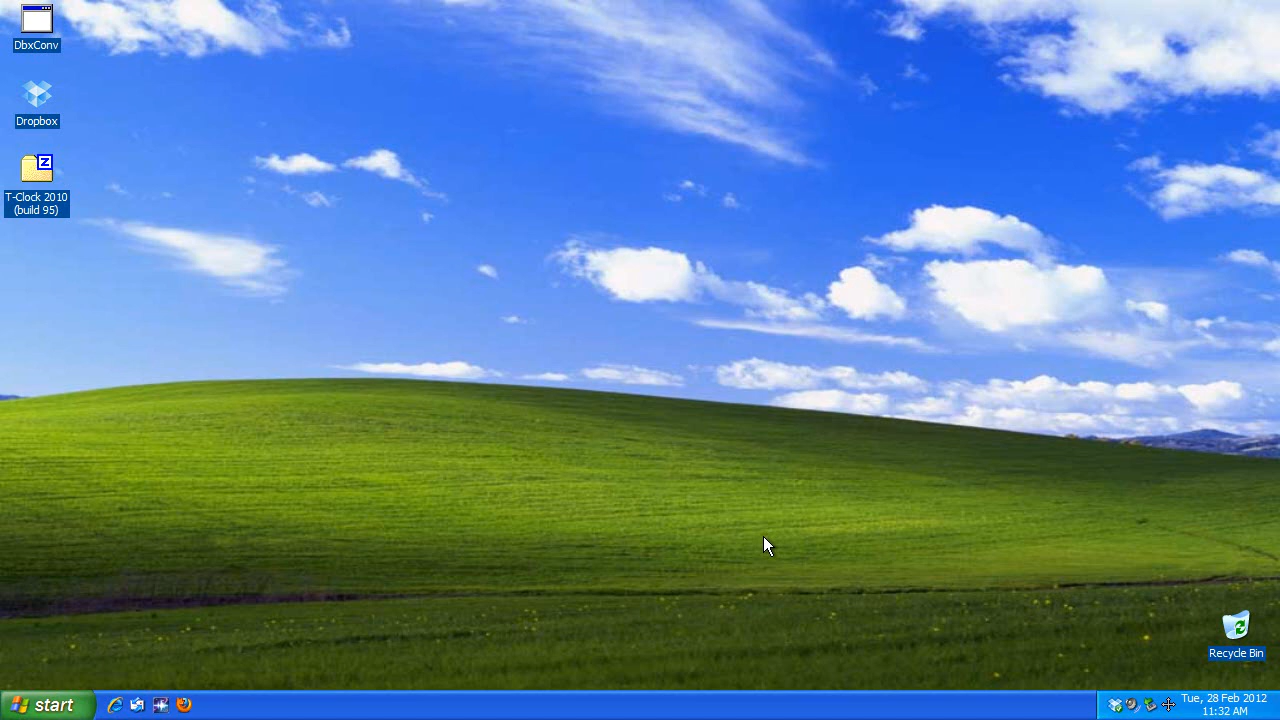 DbxConv
Dropbox
Z
T-Clock 2010
(build 95)
Recycle Bin
start
Tue, 28 Feb 2012
11:32 AM